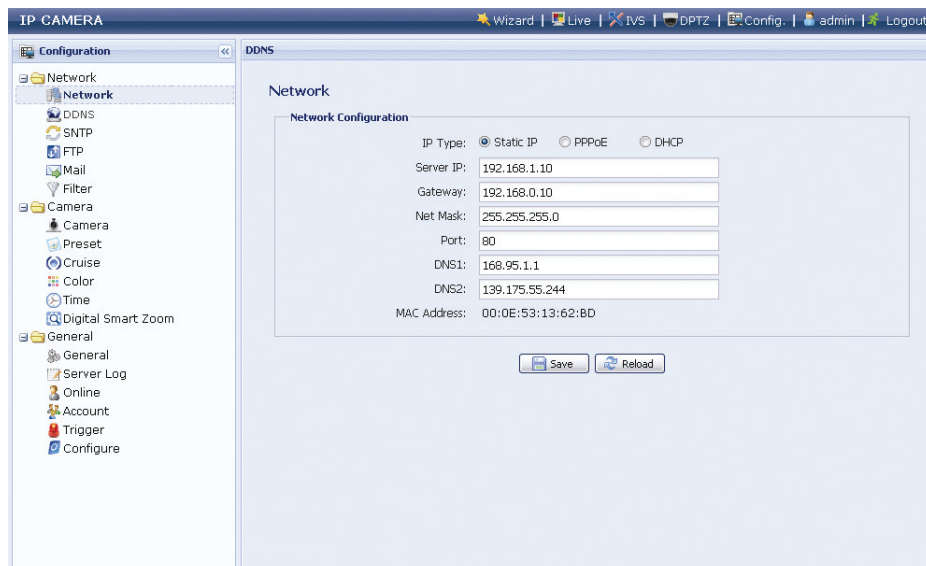 IP CAMERA
Wizard | Live | IVS | DPTZ | Config. | admin | Logout
Configuration
Network
Network
DDNS
SNTP
FTP
Mail
Filter
Camera
Camera
Preset
Cruise
Color
Time
Digital Smart Zoom
General
General
Server Log
Online
Account
Trigger
Configure
DDNS
Network
Network Configuration
IP Type: Static IP PPPoE DHCP
Server IP: 192.168.1.10
Gateway: 192.168.0.10
Net Mask: 255.255.255.0
Port: 80
DNS1: 168.95.1.1
DNS2: 139.175.55.244
MAC Address: 00:0E:53:13:62:BD
Save Reload